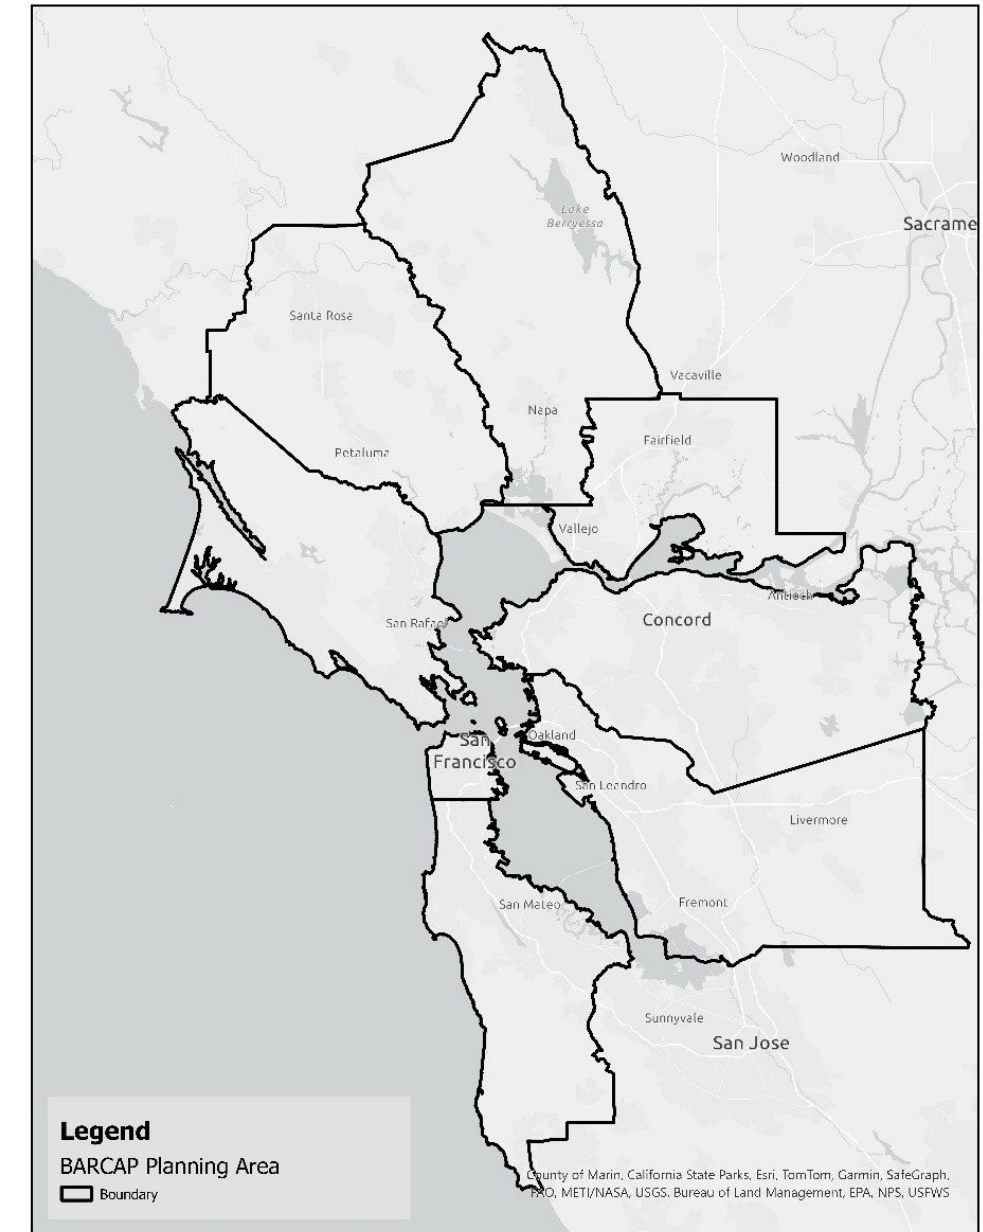 Woodland
Lake
Berryessa
Sacrame
Santa Rosa
Vacaville
Napa
Fairfield
Petaluma
Vallejo
Antioch
San Rafael
Concord
Oakland
San
Francisco
San Leandro
Livermore
San Mateo
Fremont
Sunnyvale
San Jose
Legend
BARCAP Planning Area
Boundary
County of Marin, California State Parks, Esri, TomTom, Garmin, SafeGraph,
FAO, METI/NASA, USGS. Bureau of Land Management, EPA, NPS, USFWS